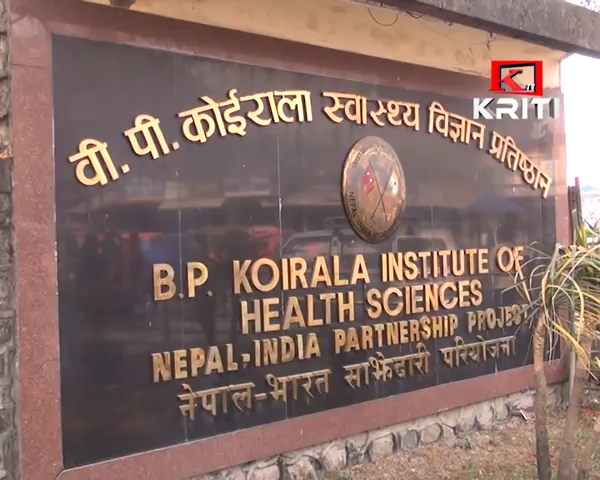 वी.पी.कोईराला स्वास्थ्य विज्ञान प्रतिष्ठान
KRITI
B.P. KOIRALA INSTITUTE OF
HEALTH SCIENCES
NEPAL-INDIA PARTNERSHIP PROJECT
नेपाल-भारत साझेदारी परियोजना